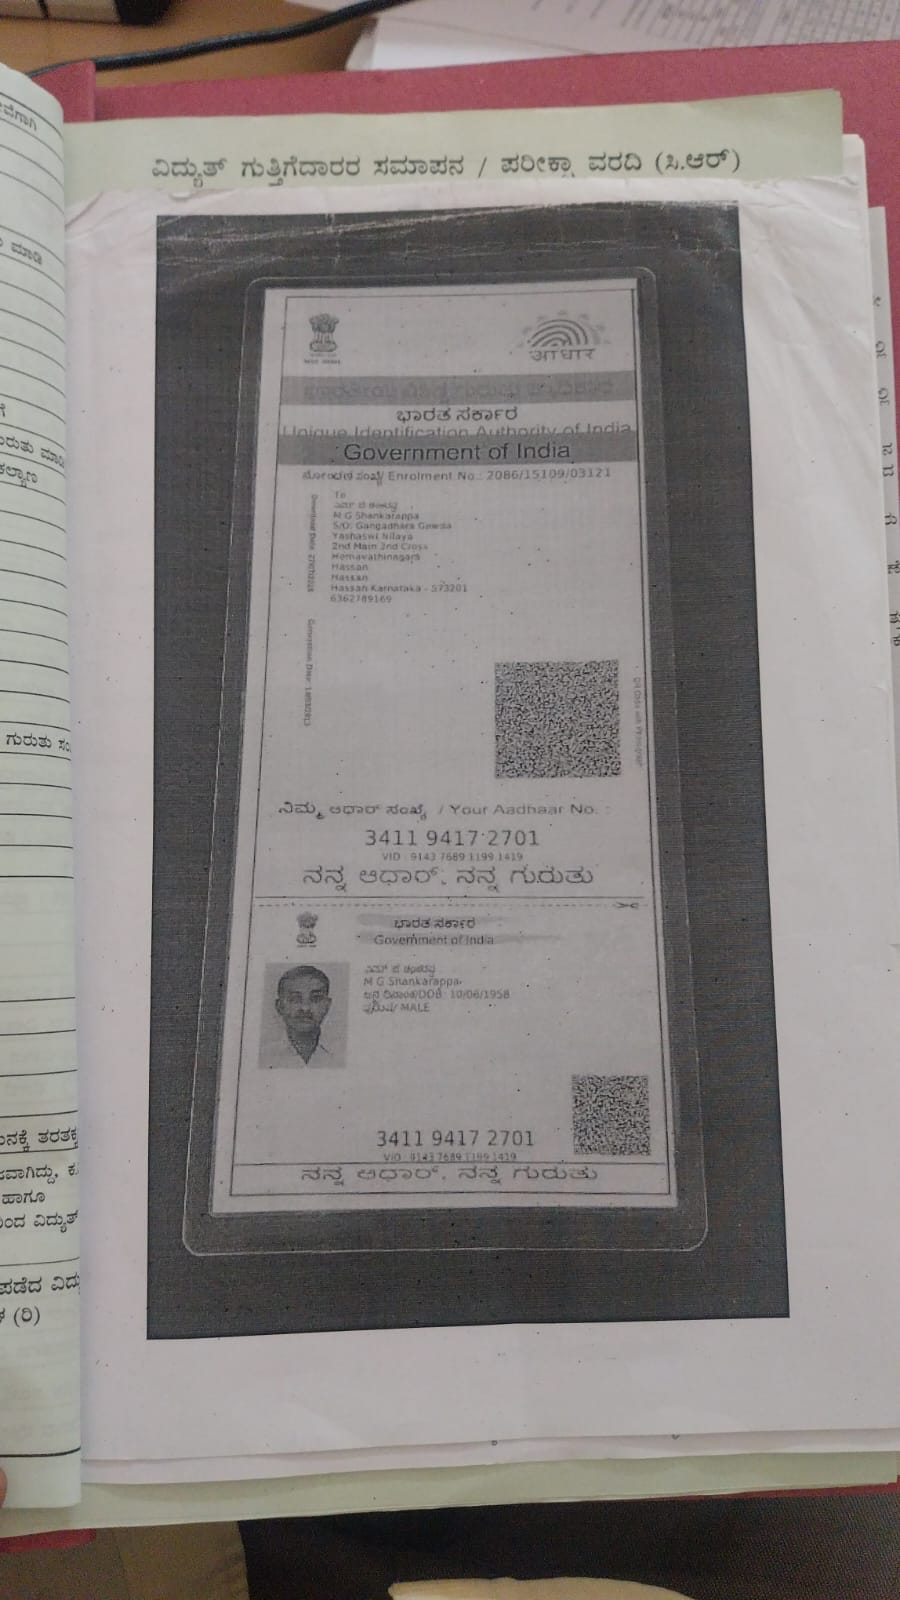 ವಿದ್ಯುತ್ ಗುತ್ತಿಗೆದಾರರ ಸಮಾಪನ / ಪರೀಕ್ಷಾ ವರದಿ (ಸಿ.ಆರ್)
आधार
ಭಾರತ ಸರ್ಕಾರ
Unique Identification Authority of India
Government of India
ನೋಂದಣಿ ಸಂಖ್ಯೆ/ Enrolment No.: 2086/15109/03121
To
M G Shankarappa
S/O: Gangadhara Gowda
Yashaswi Nilaya
2nd Main 2nd Cross
Hemavathinagara
Hassan
Hassan
Hassan Karnataka - 573201
6362789169
ನಿಮ್ಮ ಆಧಾರ್ ಸಂಖ್ಯೆ / Your Aadhaar No. :
3411 9417 2701
VID : 9143 7689 1199 1419
ನನ್ನ ಆಧಾರ್, ನನ್ನ ಗುರುತು
ಭಾರತ ಸರ್ಕಾರ
Government of India
M G Shankarappa
ಜನ್ಮ ದಿನಾಂಕ/DOB: 10/06/1958
MALE
3411 9417 2701
VID : 9143 7689 1199 1419
ನನ್ನ ಆಧಾರ್, ನನ್ನ ಗುರುತು
ಮಾಡಿ
ಕಲ್ಯಾಣ
ಗುರುತು
ಹಾಗೂ
ವಿದ್ಯುತ್
(ರಿ)